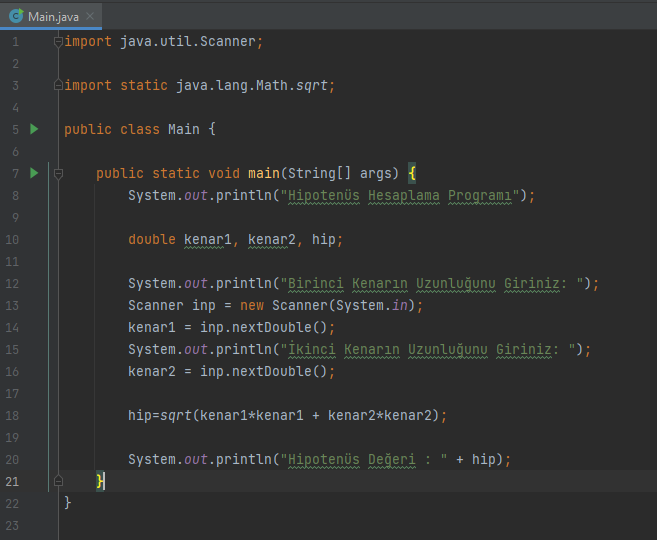 Main.java
1 import java.util.Scanner;
2
3 import static java.lang.Math.sqrt;
4
5 public class Main {
6
7 public static void main(String[] args) {
8 System.out.println("Hipotenüs Hesaplama Programı");
9
10 double kenar1, kenar2, hip;
11
12 System.out.println("Birinci Kenarın Uzunluğunu Giriniz: ");
13 Scanner inp = new Scanner(System.in);
14 kenar1 = inp.nextDouble();
15 System.out.println("İkinci Kenarın Uzunluğunu Giriniz: ");
16 kenar2 = inp.nextDouble();
17
18 hip=sqrt(kenar1*kenar1 + kenar2*kenar2);
19
20 System.out.println("Hipotenüs Değeri : " + hip);
21 }
22 }
23